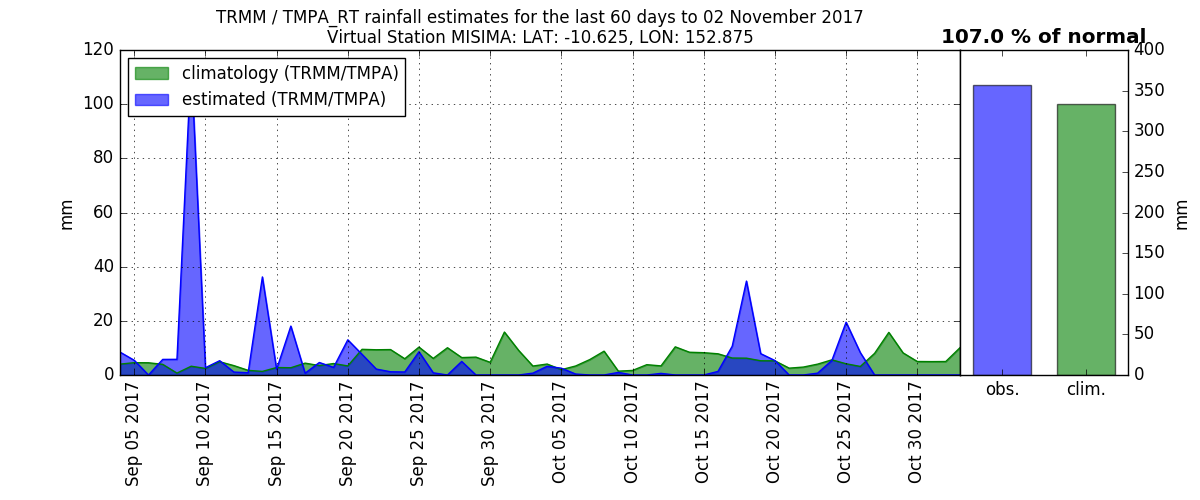 TRMM / TMPA_RT rainfall estimates for the last 60 days to 02 November 2017
Virtual Station MISIMA: LAT: -10.625, LON: 152.875
107.0 % of normal
climatology (TRMM/TMPA)
estimated (TRMM/TMPA)
120
100
80
60
40
20
0
mm
Sep 05 2017
Sep 10 2017
Sep 15 2017
Sep 20 2017
Sep 25 2017
Sep 30 2017
Oct 05 2017
Oct 10 2017
Oct 15 2017
Oct 20 2017
Oct 25 2017
Oct 30 2017
obs.
clim.
400
350
300
250
200
150
100
50
0
mm